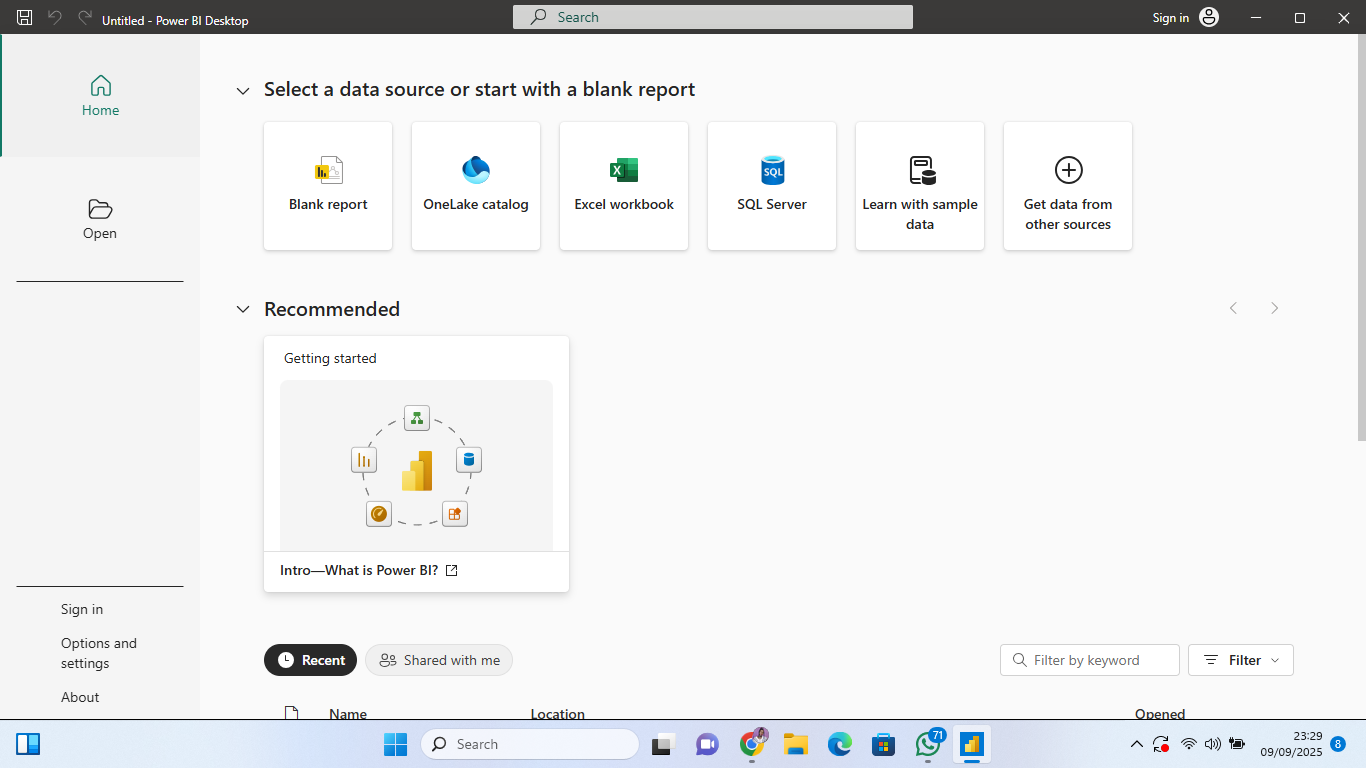 Untitled - Power BI Desktop
Search
Sign in
Home
Open
Sign in
Options and
settings
About
Select a data source or start with a blank report
Blank report
OneLake catalog
Excel workbook
SQL
SQL Server
Learn with sample
data
Get data from
other sources
Recommended
Getting started
Intro—What is Power BI?
Recent
Shared with me
Filter by keyword
Filter
Name
Location
Opened
Search
71
23:29
09/09/2025
8